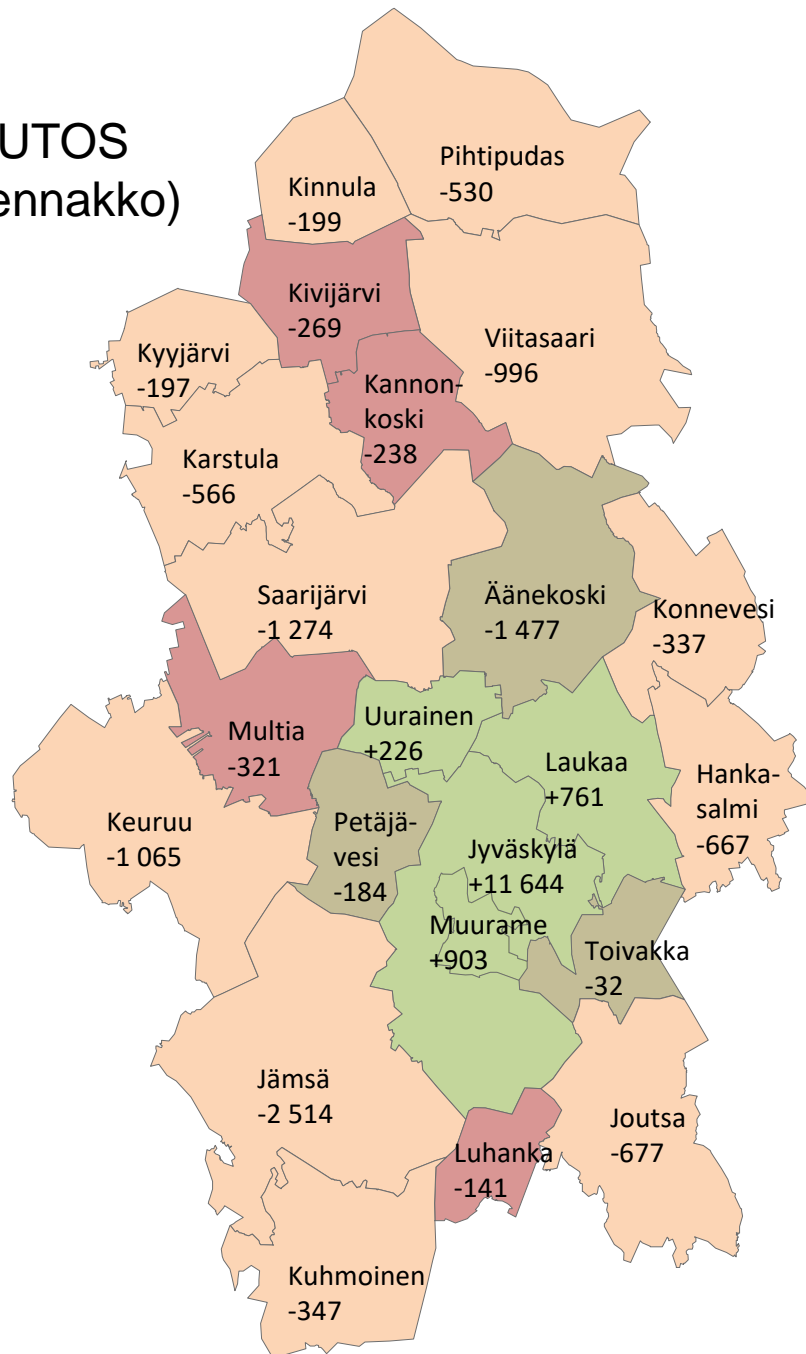 UTOS
ennakko)
Pihtipudas
-530
Kinnula
-199
Kivijärvi
-269
Viitasaari
-996
Kyyjärvi
-197
Kannon-
koski
-238
Karstula
-566
Saarijärvi
-1 274
Äänekoski
-1 477
Konnevesi
-337
Uurainen
+226
Multia
-321
Laukaa
+761
Hanka-
salmi
-667
Keuruu
-1 065
Petäjä-
vesi
-184
Jyväskylä
+11 644
Muurame
+903
Toivakka
-32
Jämsä
-2 514
Joutsa
-677
Luhanka
-141
Kuhmoinen
-347